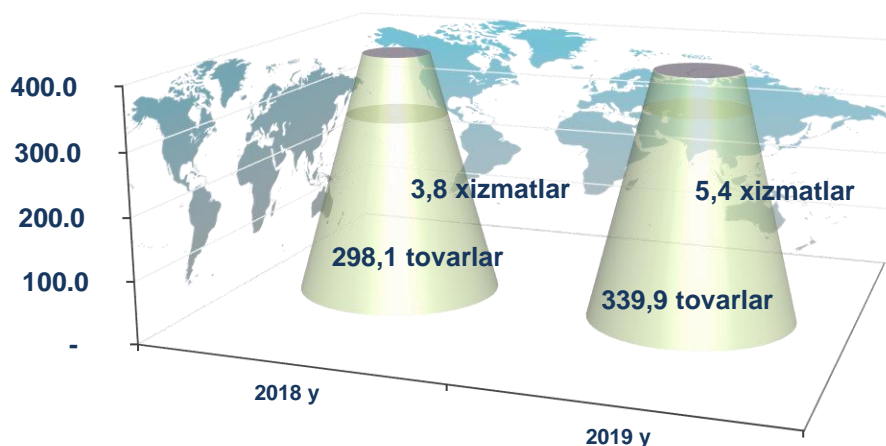 400.0
300.0
200.0
100.0
-
3,8 xizmatlar
298,1 tovarlar
5,4 xizmatlar
339,9 tovarlar
2018 y
2019 y